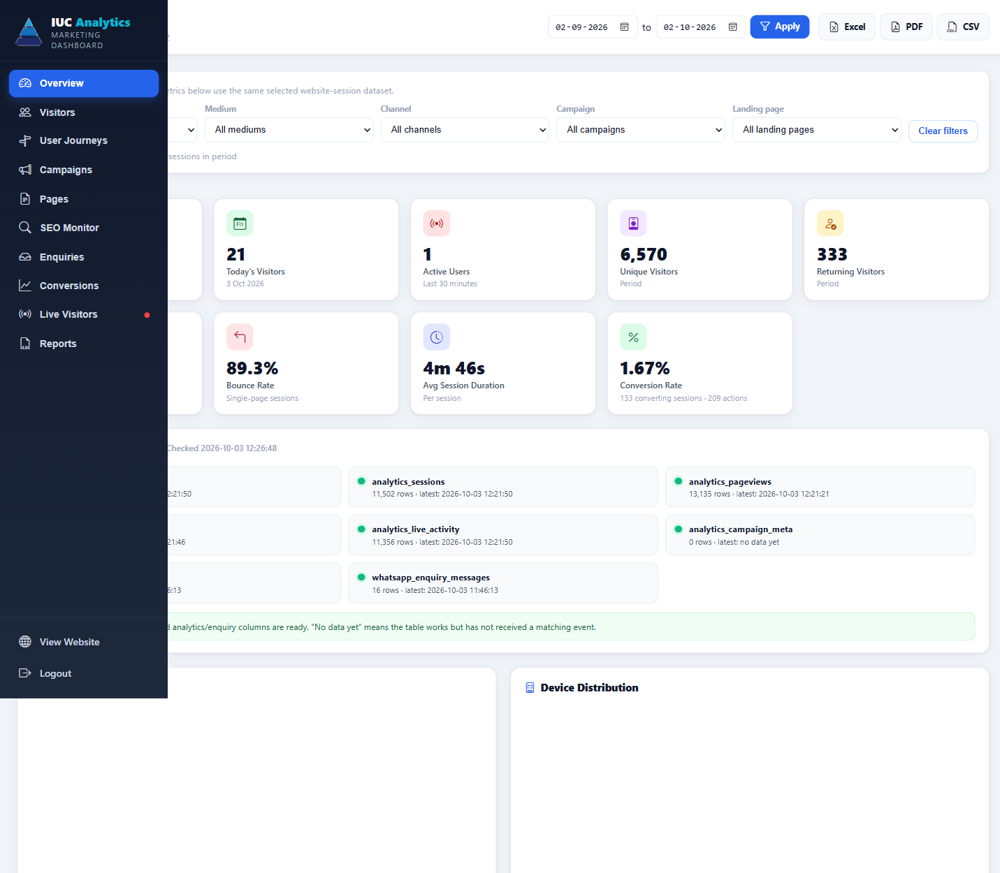 IUC Analytics
MARKETING
DASHBOARD
02-09-2026 to 02-10-2026 Apply Excel PDF CSV
Overview
Visitors
User Journeys
Campaigns
Pages
SEO Monitor
Enquiries
Conversions
Live Visitors
Reports
View Website
Logout
below use the same selected website-session dataset.
Medium Channel Campaign Landing page
All mediums All channels All campaigns All landing pages Clear filters
sessions in period
Fri
21
Today's Visitors
3 Oct 2026
1
Active Users
Last 30 minutes
6,570
Unique Visitors
Period
333
Returning Visitors
Period
89.3%
Bounce Rate
Single-page sessions
4m 46s
Avg Session Duration
Per session
1.67%
Conversion Rate
133 converting sessions · 209 actions
Checked 2026-10-03 12:26:48
2:21:50
analytics_sessions
11,502 rows · latest: 2026-10-03 12:21:50
analytics_pageviews
13,135 rows · latest: 2026-10-03 12:21:21
21:46
analytics_live_activity
11,356 rows · latest: 2026-10-03 12:21:50
analytics_campaign_meta
0 rows · latest: no data yet
6:13
whatsapp_enquiry_messages
16 rows · latest: 2026-10-03 11:46:13
analytics/enquiry columns are ready. “No data yet” means the table works but has not received a matching event.
Device Distribution